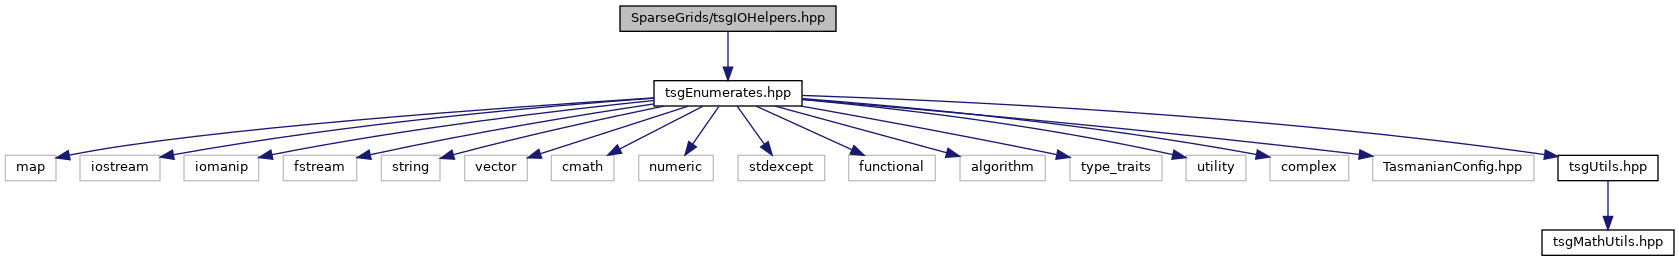 SparseGrids/tsgIOHelpers.hpp
tsgEnumerates.hpp
map
iostream
iomanip
fstream
string
vector
cmath
numeric
stdexcept
functional
algorithm
type_traits
utility
complex
TasmanianConfig.hpp
tsgUtils.hpp
tsgMathUtils.hpp